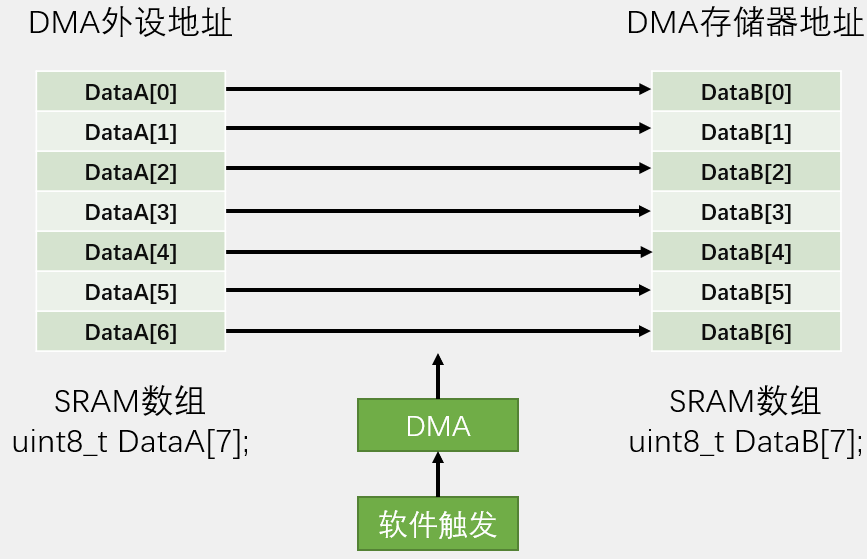 DMA外设地址
DMA存储器地址
DataA[0]
DataB[0]
DataA[1]
DataB[1]
DataA[2]
DataB[2]
DataA[3]
DataB[3]
DataA[4]
DataB[4]
DataA[5]
DataB[5]
DataA[6]
DataB[6]
SRAM数组
uint8_t DataA[7];
SRAM数组
uint8_t DataB[7];
DMA
软件触发